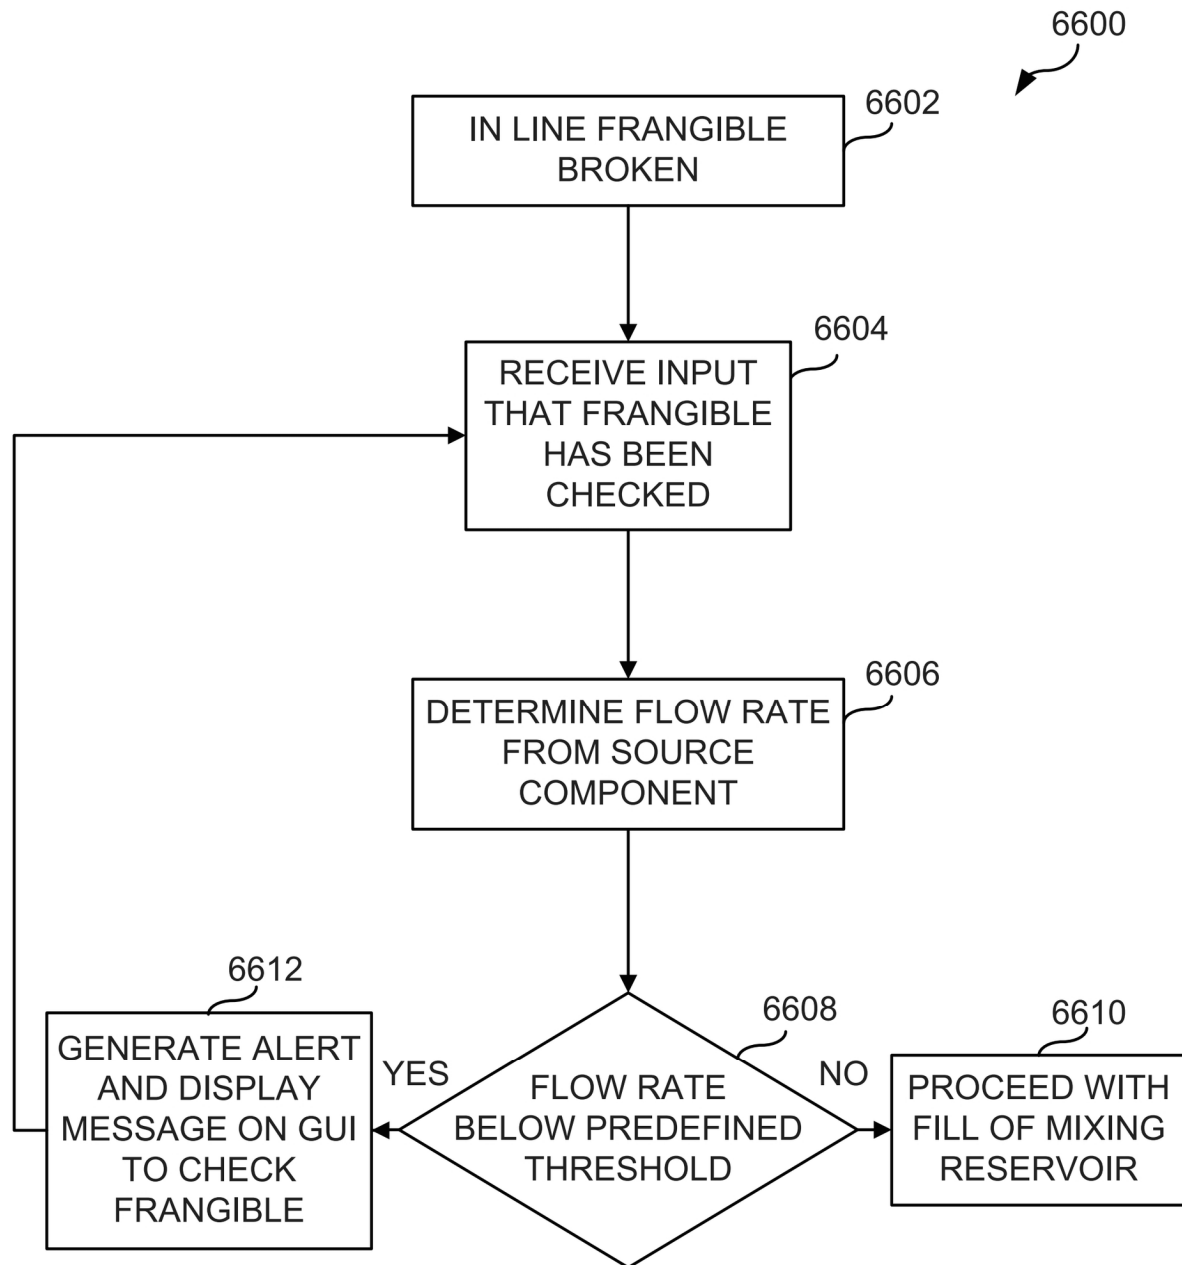 6600
6602
IN LINE FRANGIBLE
BROKEN
6604
RECEIVE INPUT
THAT FRANGIBLE
HAS BEEN
CHECKED
6606
DETERMINE FLOW RATE
FROM SOURCE
COMPONENT
6612
GENERATE ALERT
AND DISPLAY
MESSAGE ON GUI
TO CHECK
FRANGIBLE
YES
6608
FLOW RATE
BELOW PREDEFINED
THRESHOLD
NO
6610
PROCEED WITH
FILL OF MIXING
RESERVOIR